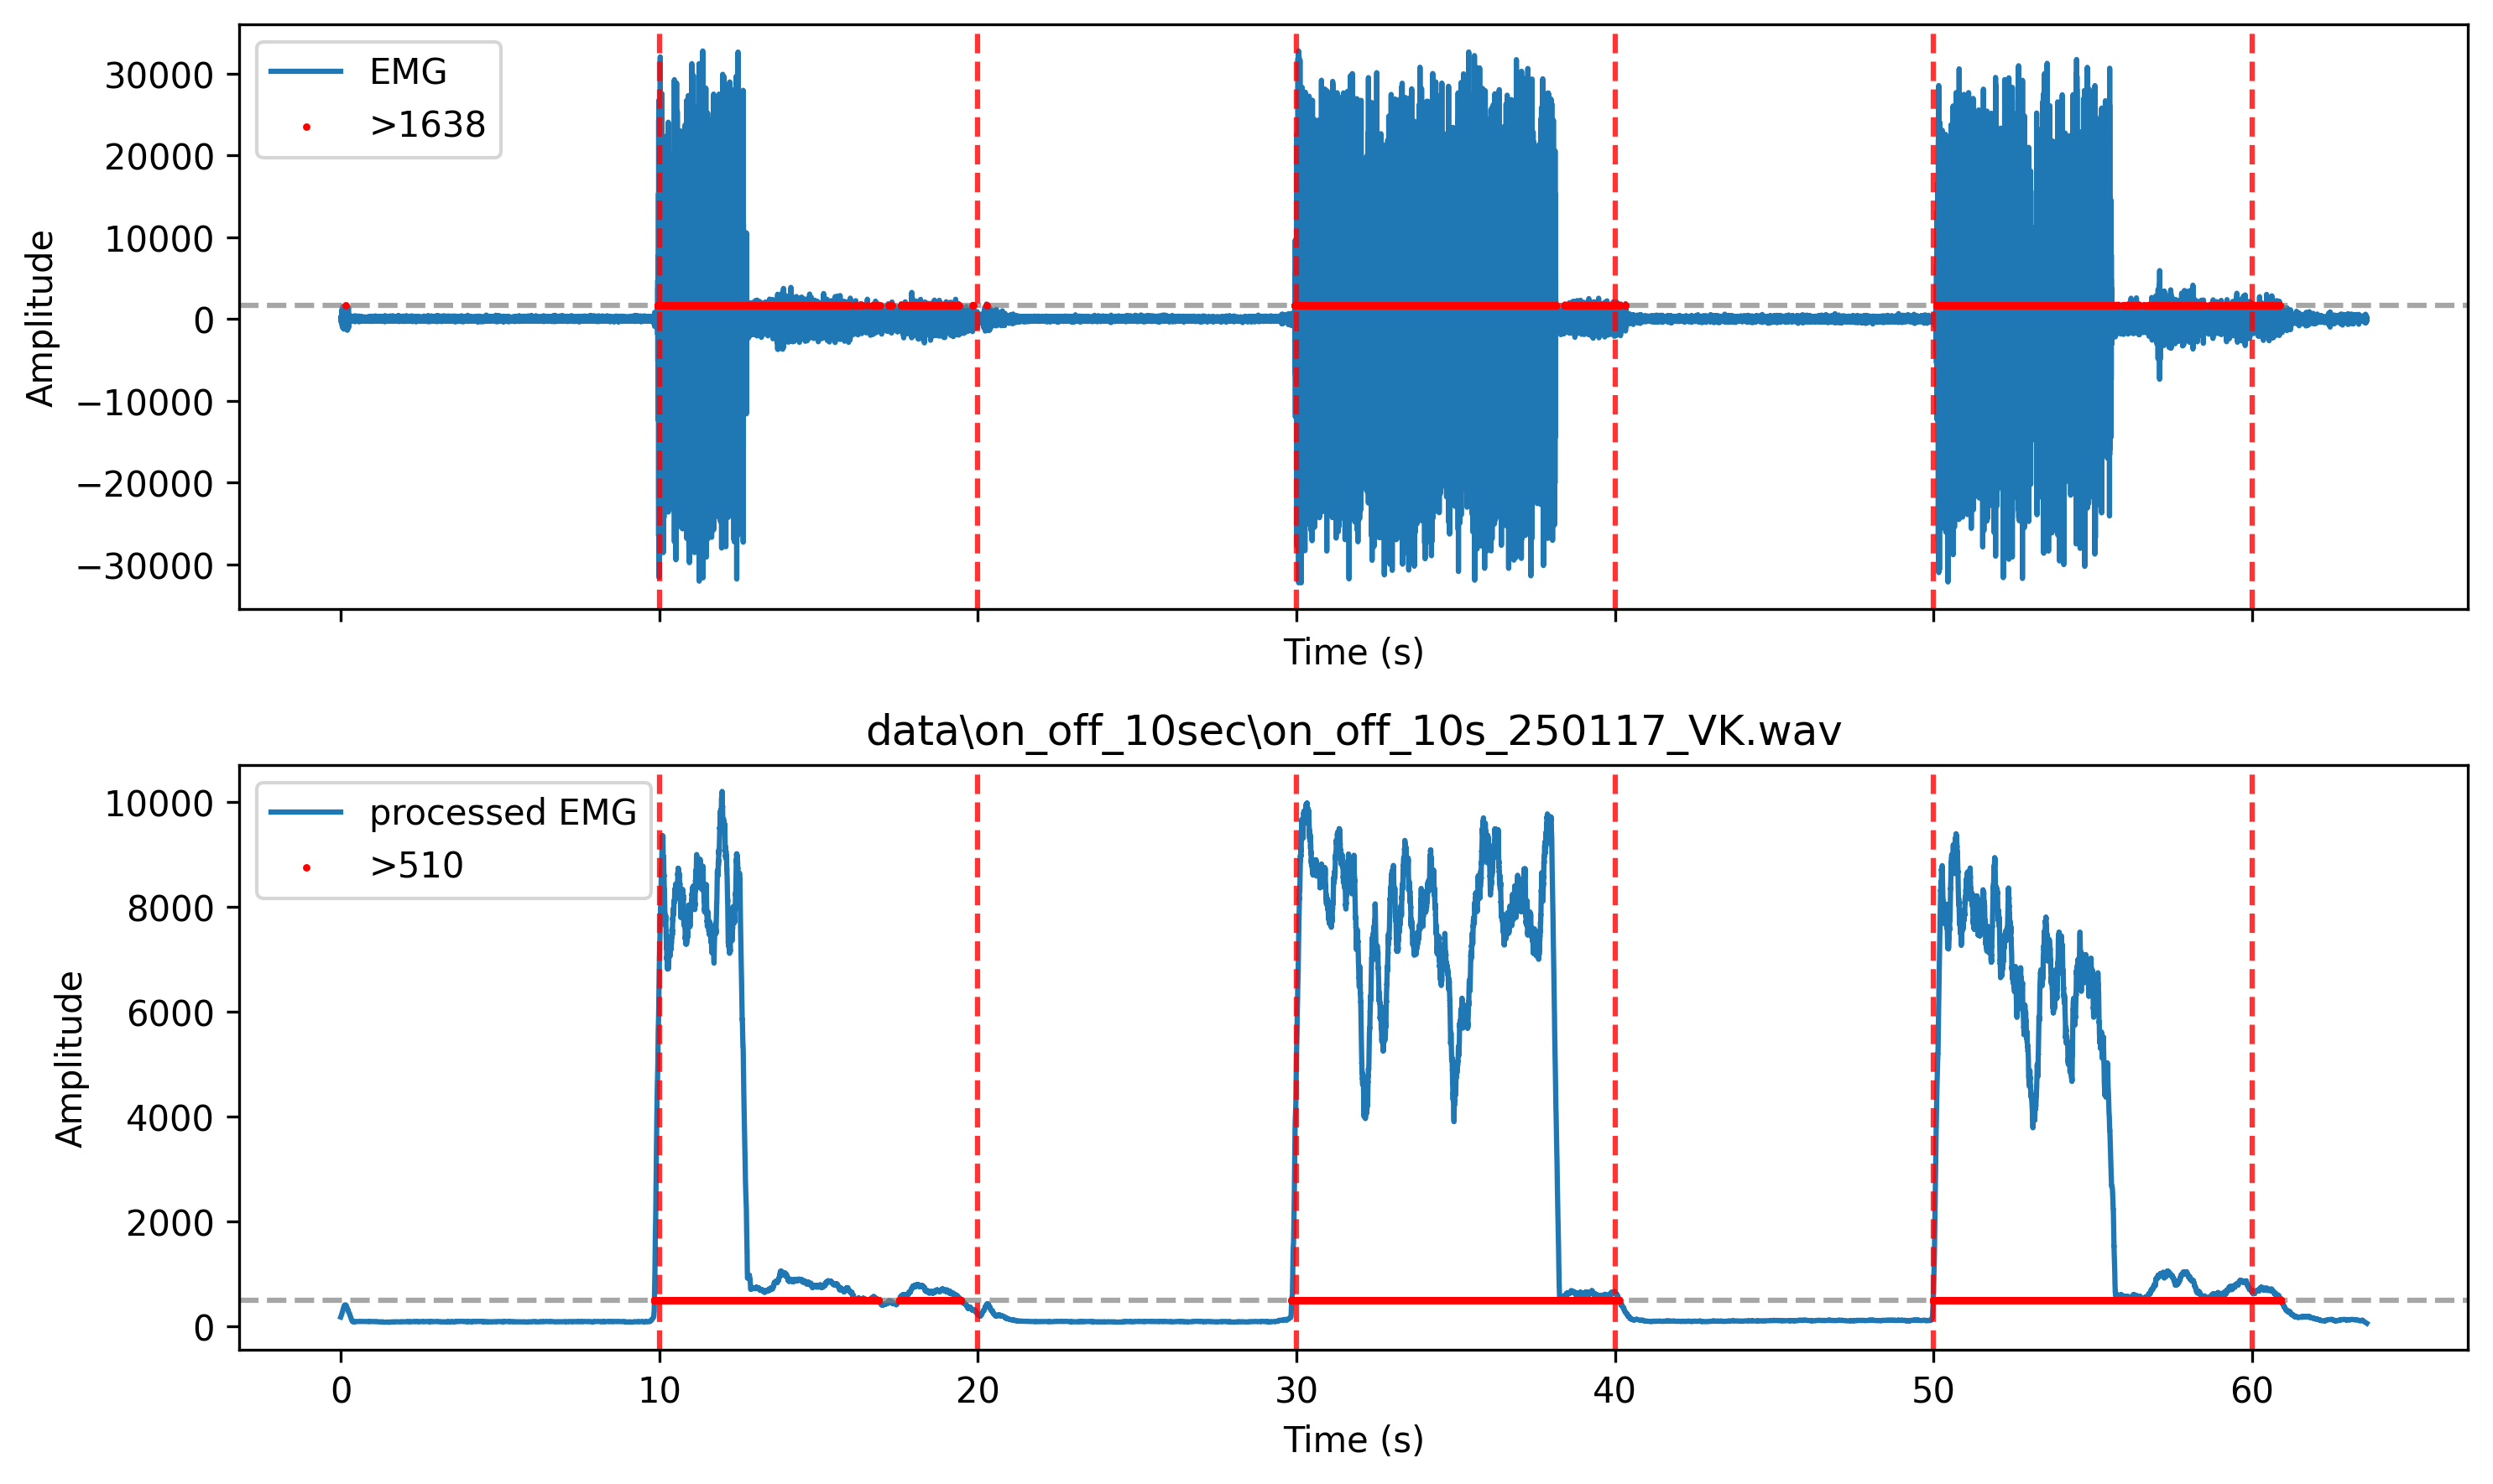 30000
20000
10000
0
−10000
−20000
−30000
Amplitude
EMG
>1638
Time (s)
data\on_off_10sec\on_off_10s_250117_VK.wav
10000
8000
6000
4000
2000
0
Amplitude
processed EMG
>510
0 10 20 30 40 50 60
Time (s)